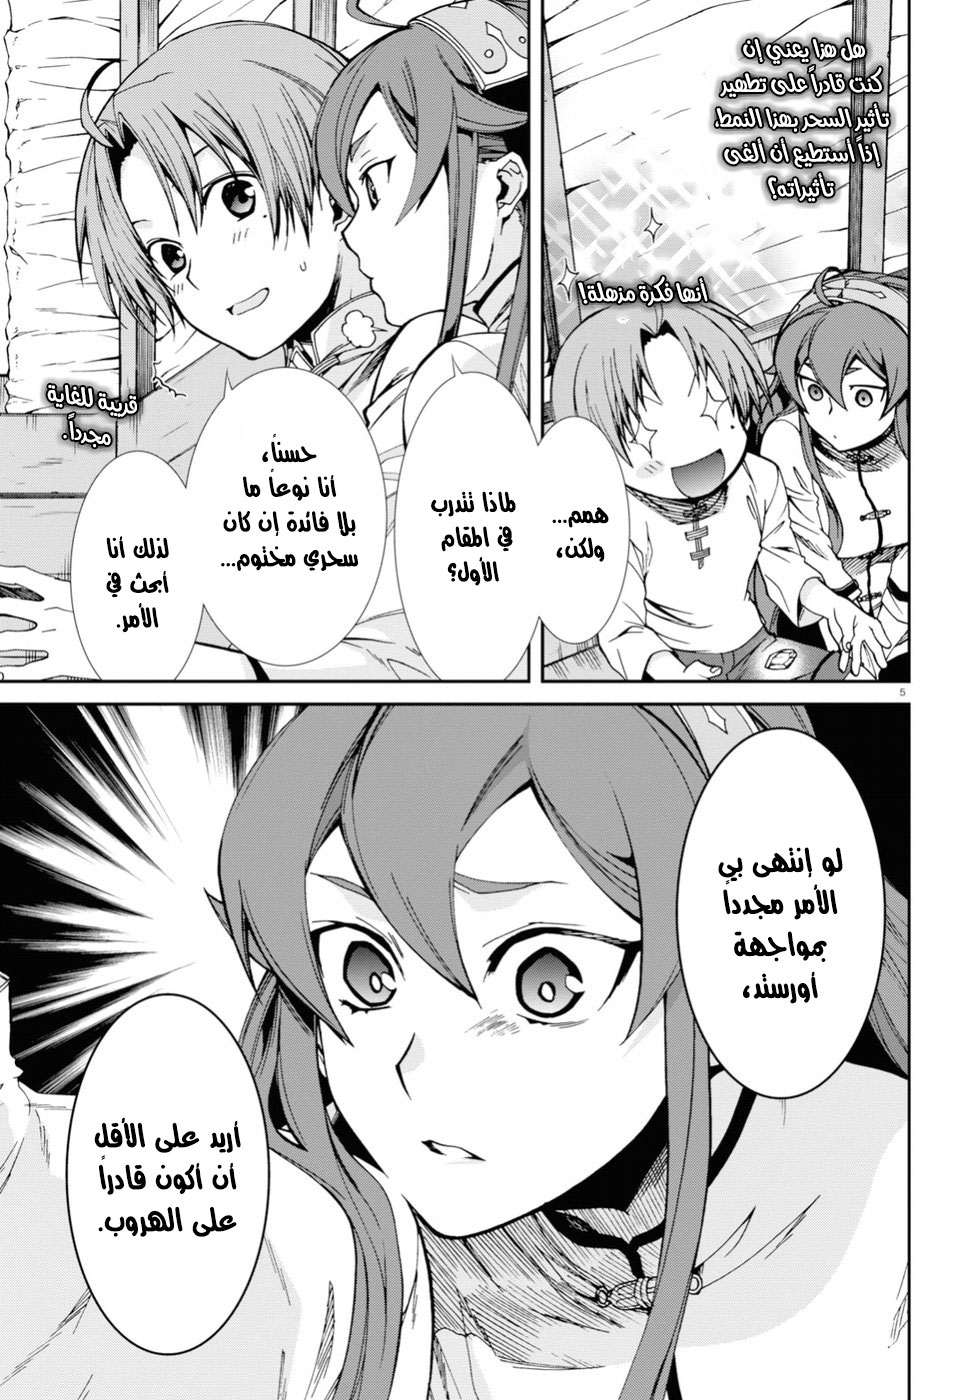 هل هذا يعني إن
كنت قادراً على تطهير
تأثير السحر بهذا النمط،
إذاً أستطيع أن ألغى
تأثيراته؟
أنها فكرة مذهلة!
همم...
ولكن،
لماذا تتدرب
في المقام
الأول؟
حسناً،
أنا نوعاً ما
بلا فائدة إن كان
سحري مختوم...
قريبة للغاية
مجدداً.
لذلك أنا
أبحث في
الأمر.
5
لو إنتهى بي
الأمر مجدداً
بمواجهة
أورستد،
أريد على الأقل
أن أكون قادراً
على الهروب.